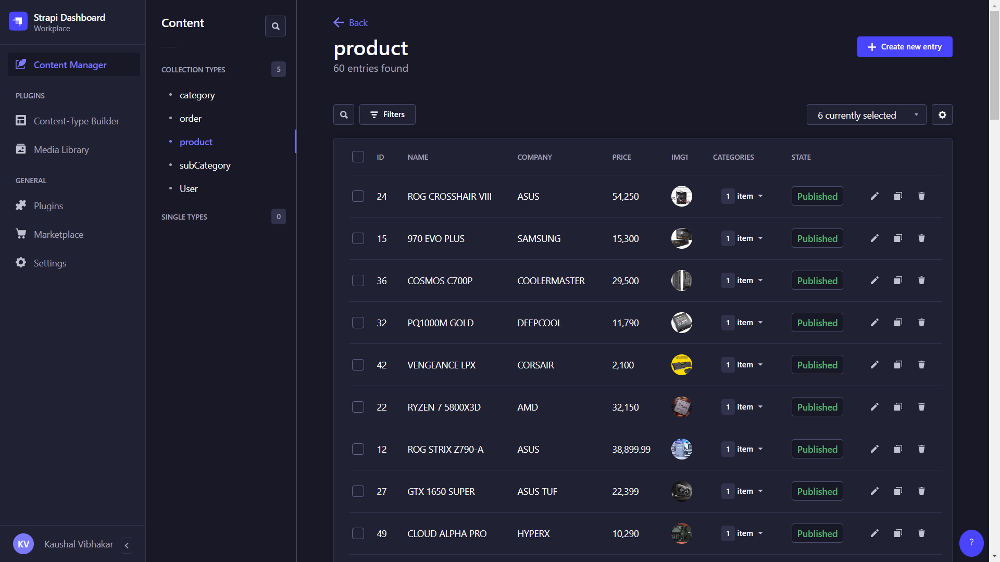 Strapi Dashboard
Workplace
Content Manager
PLUGINS
Content-Type Builder
Media Library
GENERAL
Plugins
Marketplace
Settings
KV
Kaushal Vibhakar
Content
COLLECTION TYPES 5
category
order
product
subCategory
User
SINGLE TYPES 0
Back
product
60 entries found
Create new entry
Filters
6 currently selected
ID NAME COMPANY PRICE IMG1 CATEGORIES STATE
24 ROG CROSSHAIR VIII ASUS 54,250 1 item Published
15 970 EVO PLUS SAMSUNG 15,300 1 item Published
36 COSMOS C700P COOLERMASTER 29,500 1 item Published
32 PQ1000M GOLD DEEPCOOL 11,790 1 item Published
42 VENGEANCE LPX CORSAIR 2,100 1 item Published
22 RYZEN 7 5800X3D AMD 32,150 1 item Published
12 ROG STRIX Z790-A ASUS 38,899.99 1 item Published
27 GTX 1650 SUPER ASUS TUF 22,399 1 item Published
49 CLOUD ALPHA PRO HYPERX 10,290 1 item Published
?